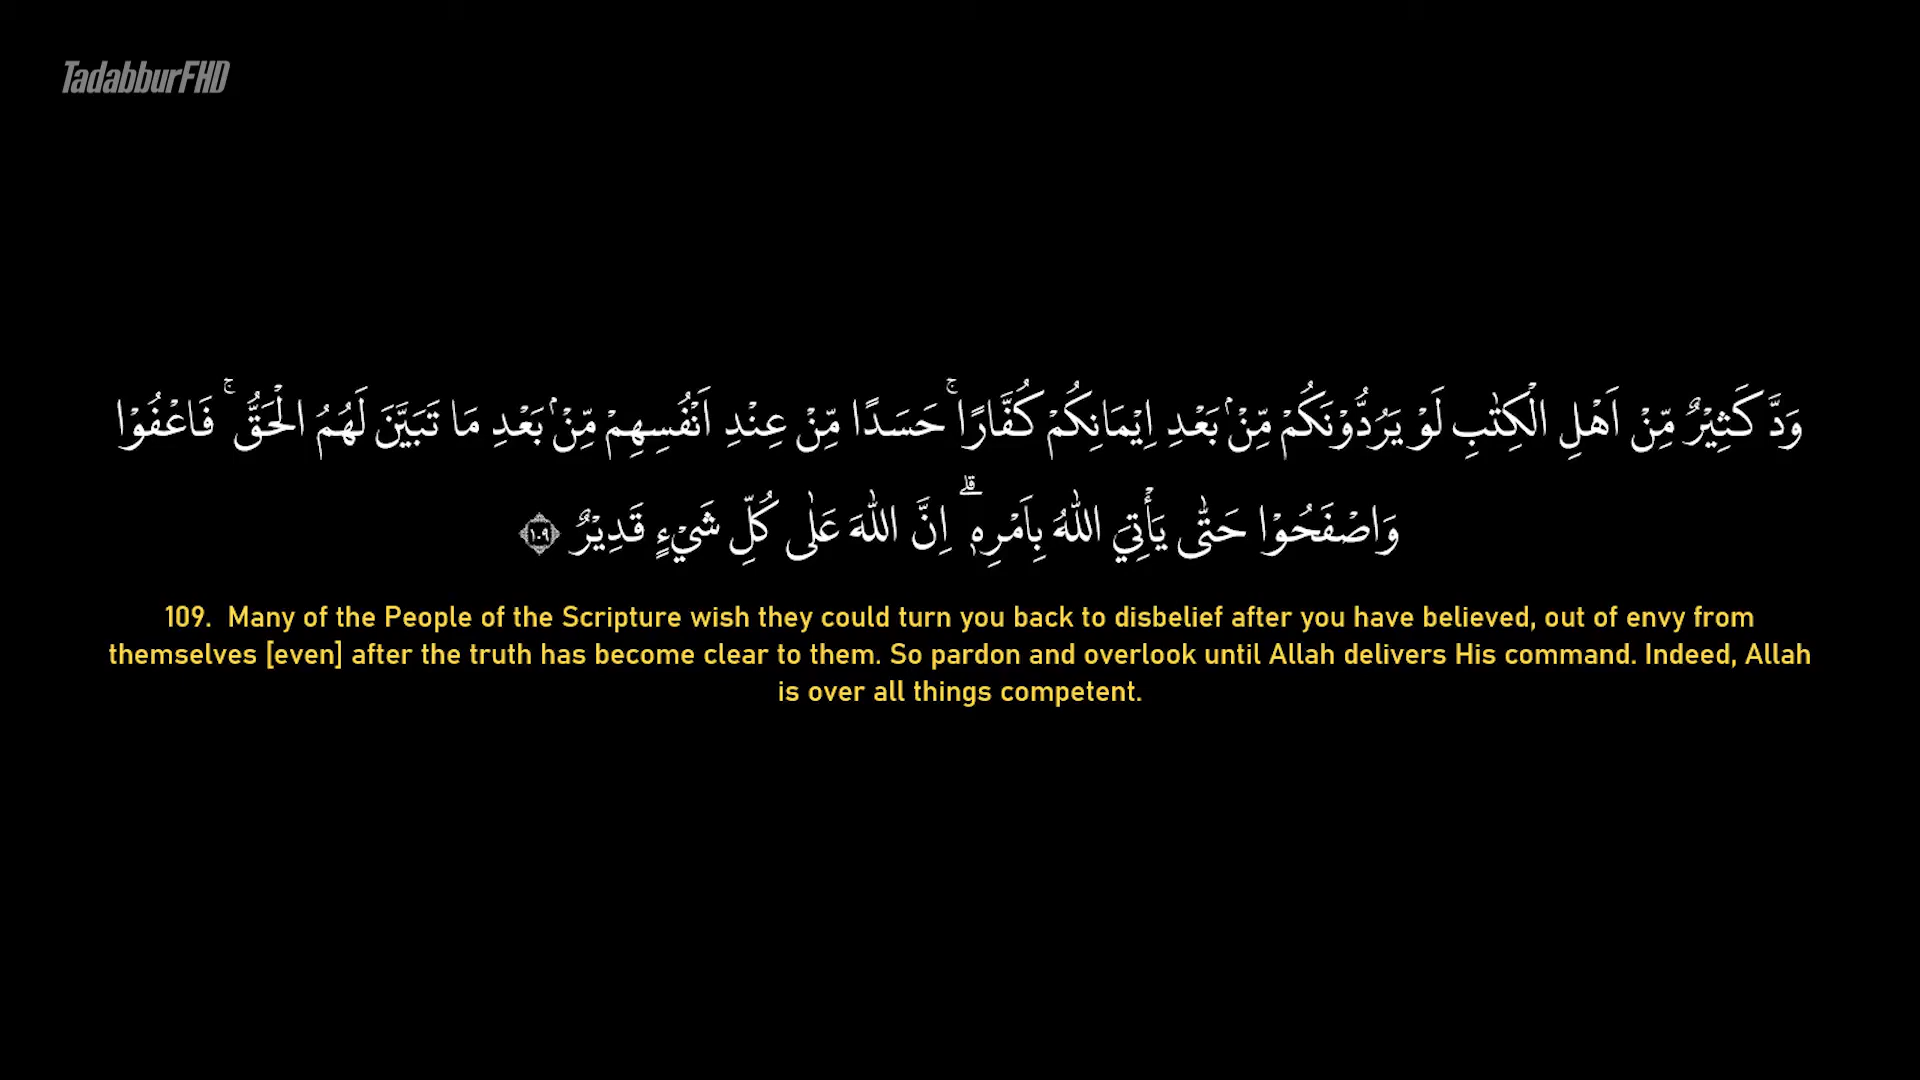 TadabburFHD
وَدَّ كَثِيْرٌ مِّنْ اَهْلِ الْكِتٰبِ لَوْ يَرُدُّوْنَكُمْ مِّنْۢ بَعْدِ اِيْمَانِكُمْ كُفَّارًاۚ حَسَدًا مِّنْ عِنْدِ اَنْفُسِهِمْ مِّنْۢ بَعْدِ مَا تَبَيَّنَ لَهُمُ الْحَقُّ ۚ فَاعْفُوْا
وَاصْفَحُوْا حَتّٰى يَأْتِيَ اللّٰهُ بِاَمْرِهٖ ۗ اِنَّ اللّٰهَ عَلٰى كُلِّ شَيْءٍ قَدِيْرٌ ١٠٩
109. Many of the People of the Scripture wish they could turn you back to disbelief after you have believed, out of envy from
themselves [even] after the truth has become clear to them. So pardon and overlook until Allah delivers His command. Indeed, Allah
is over all things competent.